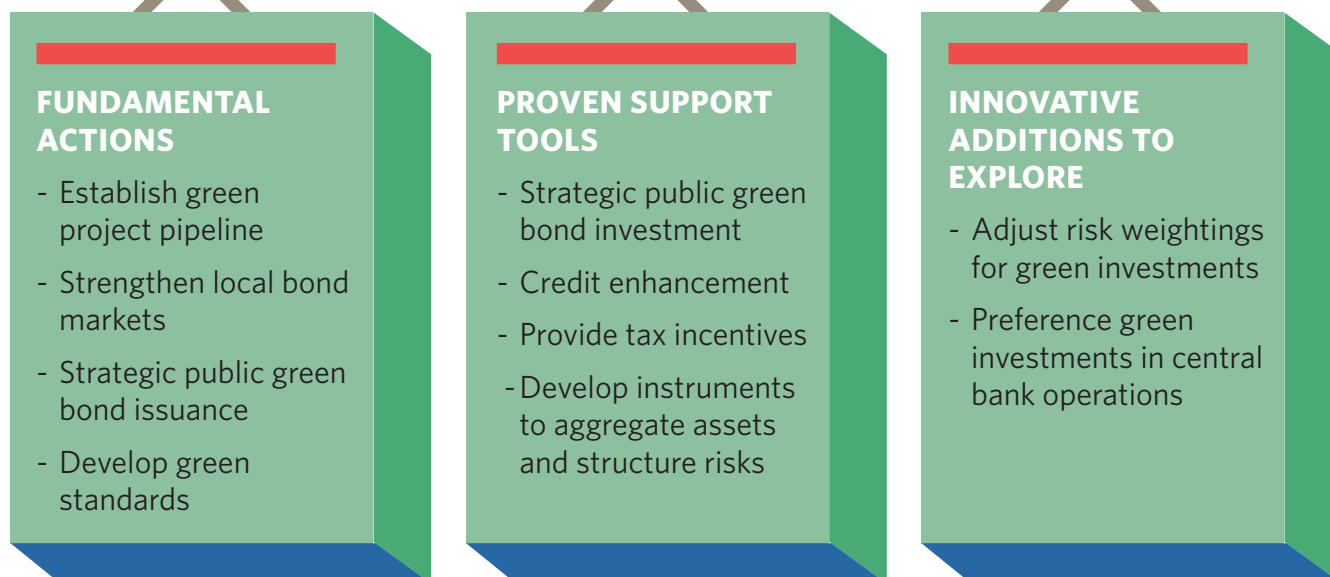 FUNDAMENTAL
ACTIONS
- Establish green
project pipeline
- Strengthen local bond
markets
- Strategic public green
bond issuance
- Develop green
standards
PROVEN SUPPORT
TOOLS
- Strategic public green
bond investment
- Credit enhancement
- Provide tax incentives
- Develop instruments
to aggregate assets
and structure risks
INNOVATIVE
ADDITIONS TO
EXPLORE
- Adjust risk weightings
for green investments
- Preference green
investments in central
bank operations